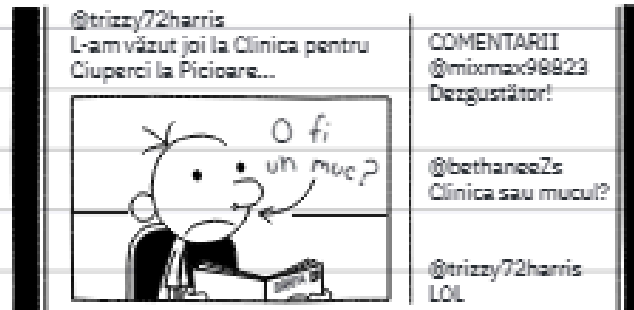 @trizzy72harris
L-am văzut joi la Clinica pentru
Ciuperci la Picioare...
O fi
un muc?
COMENTARII
@mixmax98823
Dezgustător!
@bethaneeZs
Clinica sau mucul?
@trizzy72harris
LOL